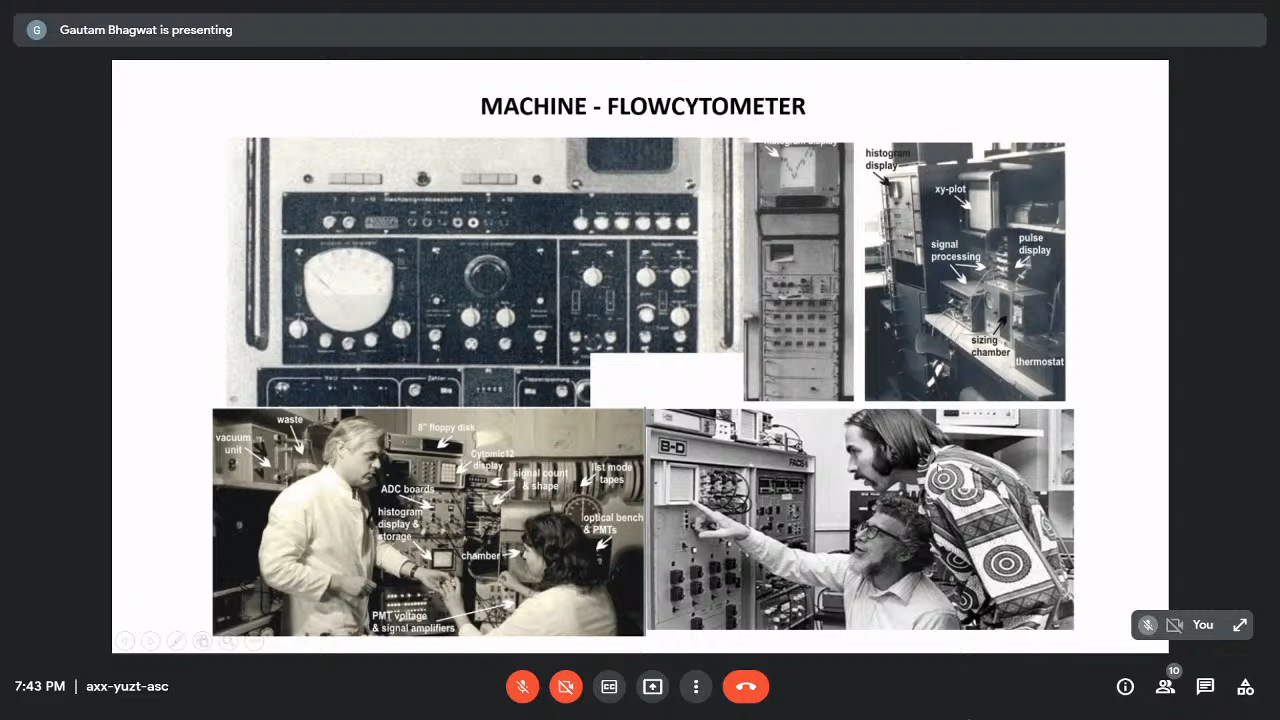 G Gautam Bhagwat is presenting
MACHINE - FLOWCYTOMETER
histogram display
histogram
display
xy-plot
signal
processing
pulse
display
sizing
chamber
thermostat
waste
vacuum
unit
8" floppy disk
Cytomic12
display
ADC boards
signal count
& shape
list mode
tapes
histogram
display &
storage
optical bench
& PMTs
chamber
PMT voltage
& signal amplifiers
B-D
FACS
You
7:43 PM | axx-yuzt-asc
CC
10